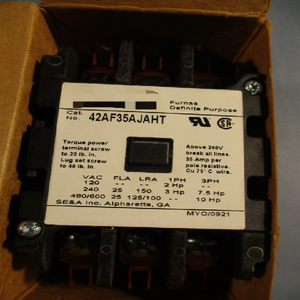 Furnas
Definite Purpose
Cat.
No. 42AF35AJAHT
Torque power
terminal screw
to 20 lb. in.
Lug set screw
to 40 lb. in.
Above 240V
break all lines.
35 Amp per
pole resistive
Cu 75°C wire.
VAC FLA LRA 1PH 3PH
120 -- -- 2 Hp --
240 25 150 3 Hp 7.5 Hp
480/600 25 125/100 -- 10 Hp
SE&A Inc. Alpharetta, GA
MYO/0921